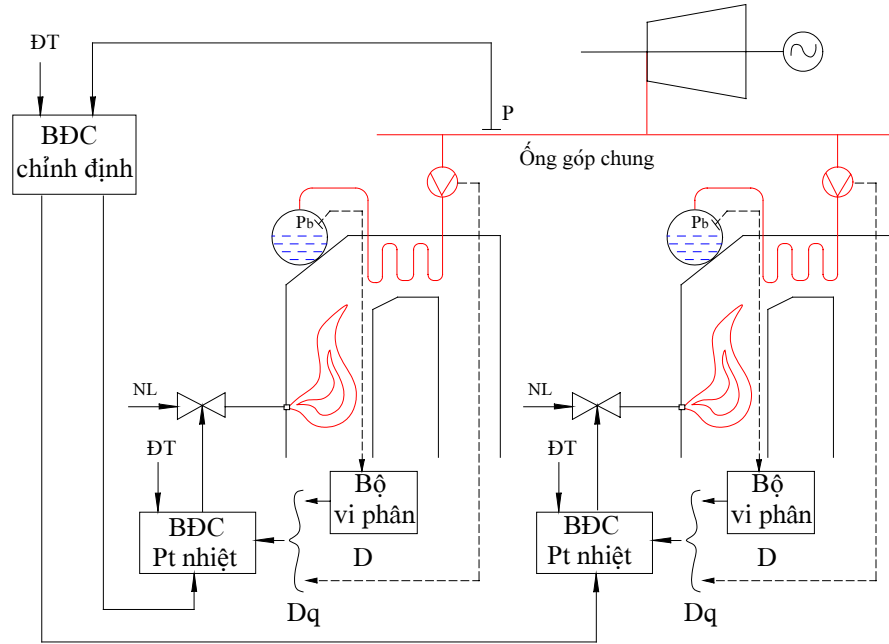 ĐT
P
BĐC
chỉnh định
Ống góp chung
Pb
Pb
NL
NL
ĐT
ĐT
Bộ
vi phân
Bộ
vi phân
BĐC
Pt nhiệt
BĐC
Pt nhiệt
D
D
Dq
Dq